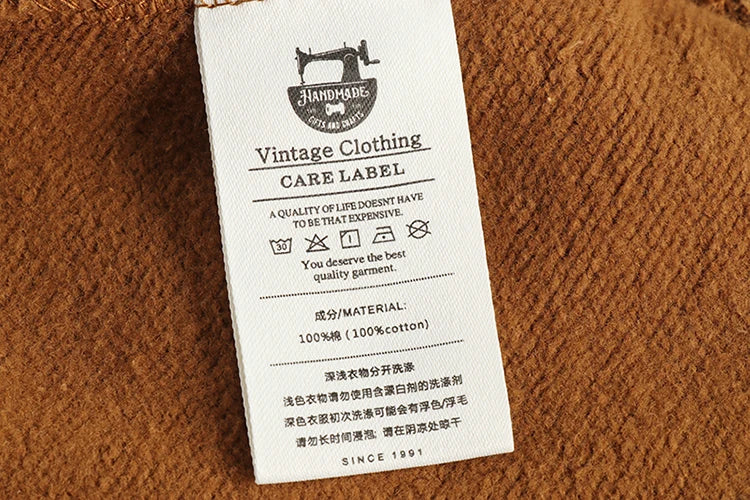 HANDMADE
GIFTS AND CRAFTS
Vintage Clothing
CARE LABEL
A QUALITY OF LIFE DOESNT HAVE
TO BE THAT EXPENSIVE.
30
You deserve the best
quality garment.
成分/MATERIAL:
100%棉 (100%cotton)
深浅衣物分开洗涤
浅色衣物请勿使用含漂白剂的洗涤剂
深色衣服初次洗涤可能会有浮色/浮毛
请勿长时间浸泡; 请在阴凉处晾干
SINCE 1991